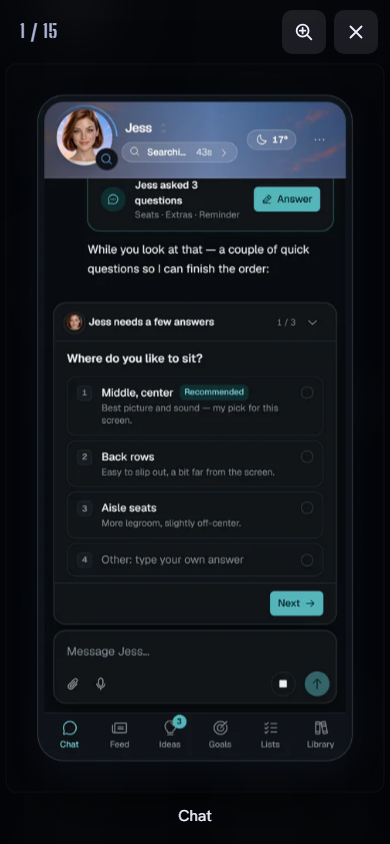 1 / 15
Jess
Searchi... 43s
17°
Jess asked 3
questions
Seats · Extras · Reminder
Answer
While you look at that — a couple of quick
questions so I can finish the order:
Jess needs a few answers
1 / 3
Where do you like to sit?
1
Middle, center
Recommended
Best picture and sound — my pick for this
screen.
2
Back rows
Easy to slip out, a bit far from the screen.
3
Aisle seats
More legroom, slightly off-center.
4
Other: type your own answer
Next
Message Jess...
3
Chat
Feed
Ideas
Goals
Lists
Library
Chat